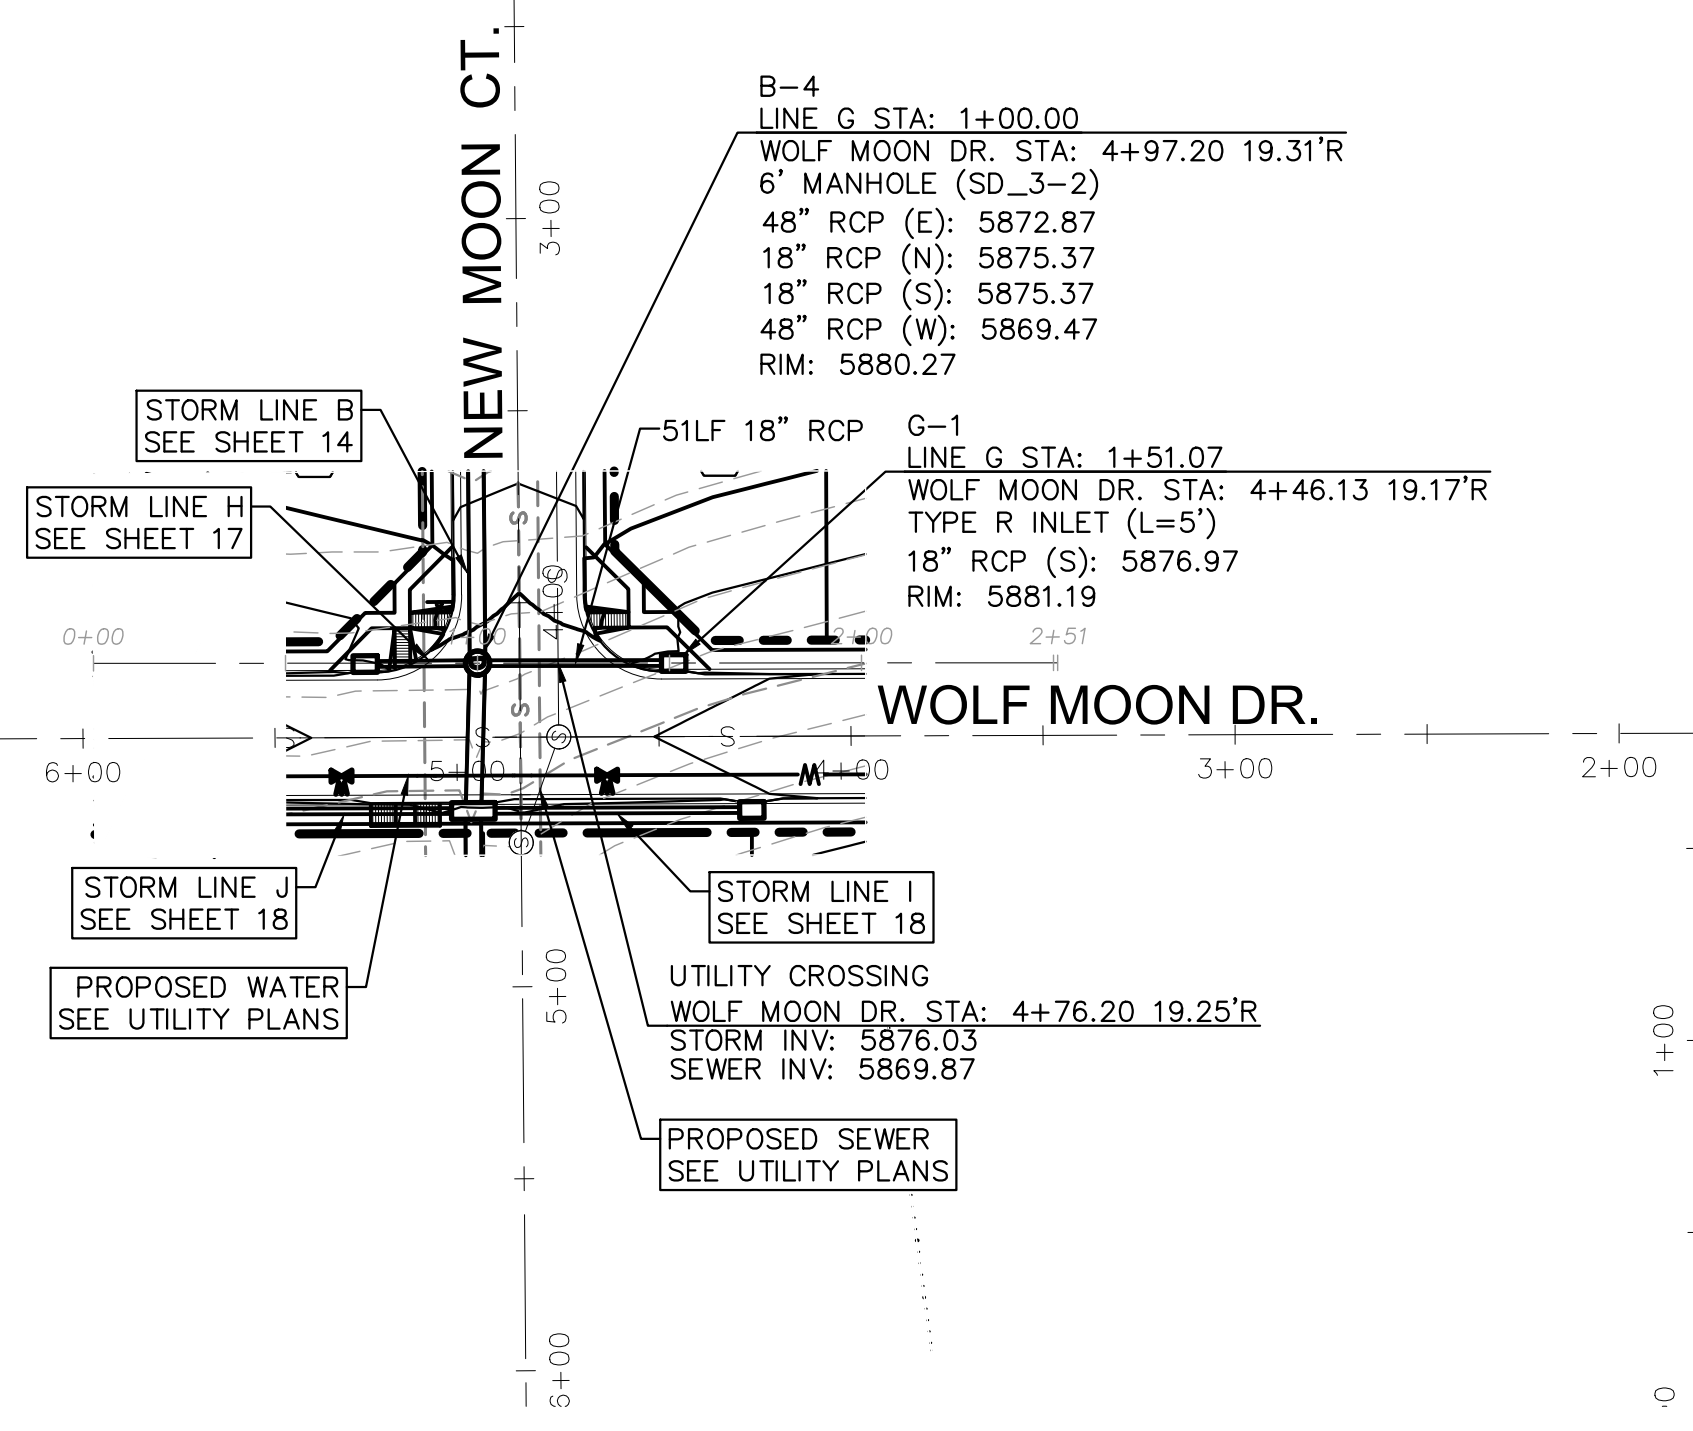 NEW MOON CT.
3+00
B-4
LINE G STA: 1+00.00
WOLF MOON DR. STA: 4+97.20 19.31'R
6' MANHOLE (SD_3-2)
48" RCP (E): 5872.87
18" RCP (N): 5875.37
18" RCP (S): 5875.37
48" RCP (W): 5869.47
RIM: 5880.27
STORM LINE B
SEE SHEET 14
51LF 18" RCP
G-1
LINE G STA: 1+51.07
WOLF MOON DR. STA: 4+46.13 19.17'R
TYPE R INLET (L=5')
18" RCP (S): 5876.97
RIM: 5881.19
STORM LINE H
SEE SHEET 17
S
4+00
S
0+00
1+00
2+00
2+51
WOLF MOON DR.
S
S
S
S
S
6+00
5+00
4+00
3+00
2+00
S
STORM LINE J
SEE SHEET 18
STORM LINE I
SEE SHEET 18
PROPOSED WATER
SEE UTILITY PLANS
5+00
UTILITY CROSSING
WOLF MOON DR. STA: 4+76.20 19.25'R
STORM INV: 5876.03
SEWER INV: 5869.87
1+00
PROPOSED SEWER
SEE UTILITY PLANS
6+00